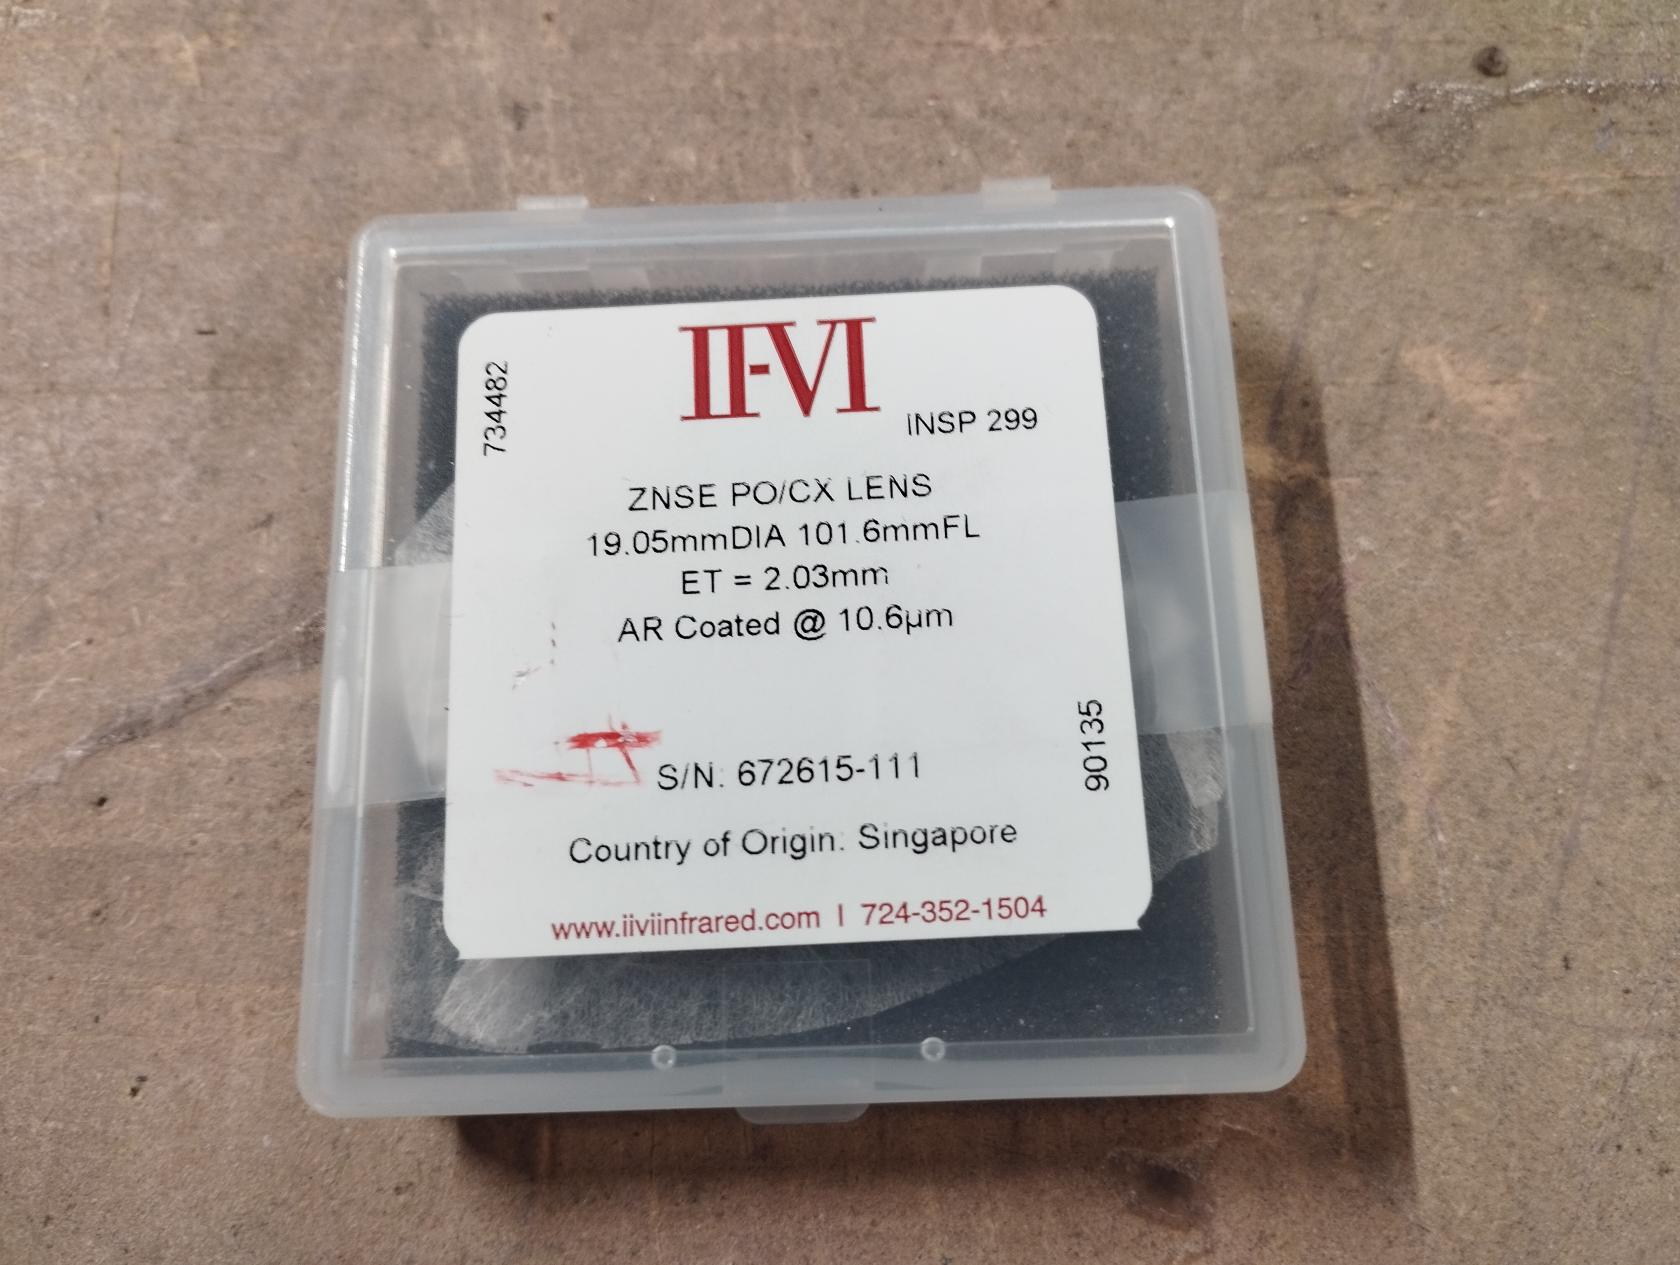 II-VI
734482
INSP 299
ZNSE PO/CX LENS
19.05mmDIA 101.6mmFL
ET = 2.03mm
AR Coated @ 10.6µm
S/N: 672615-111
90135
Country of Origin: Singapore
www.iiviinfrared.com | 724-352-1504